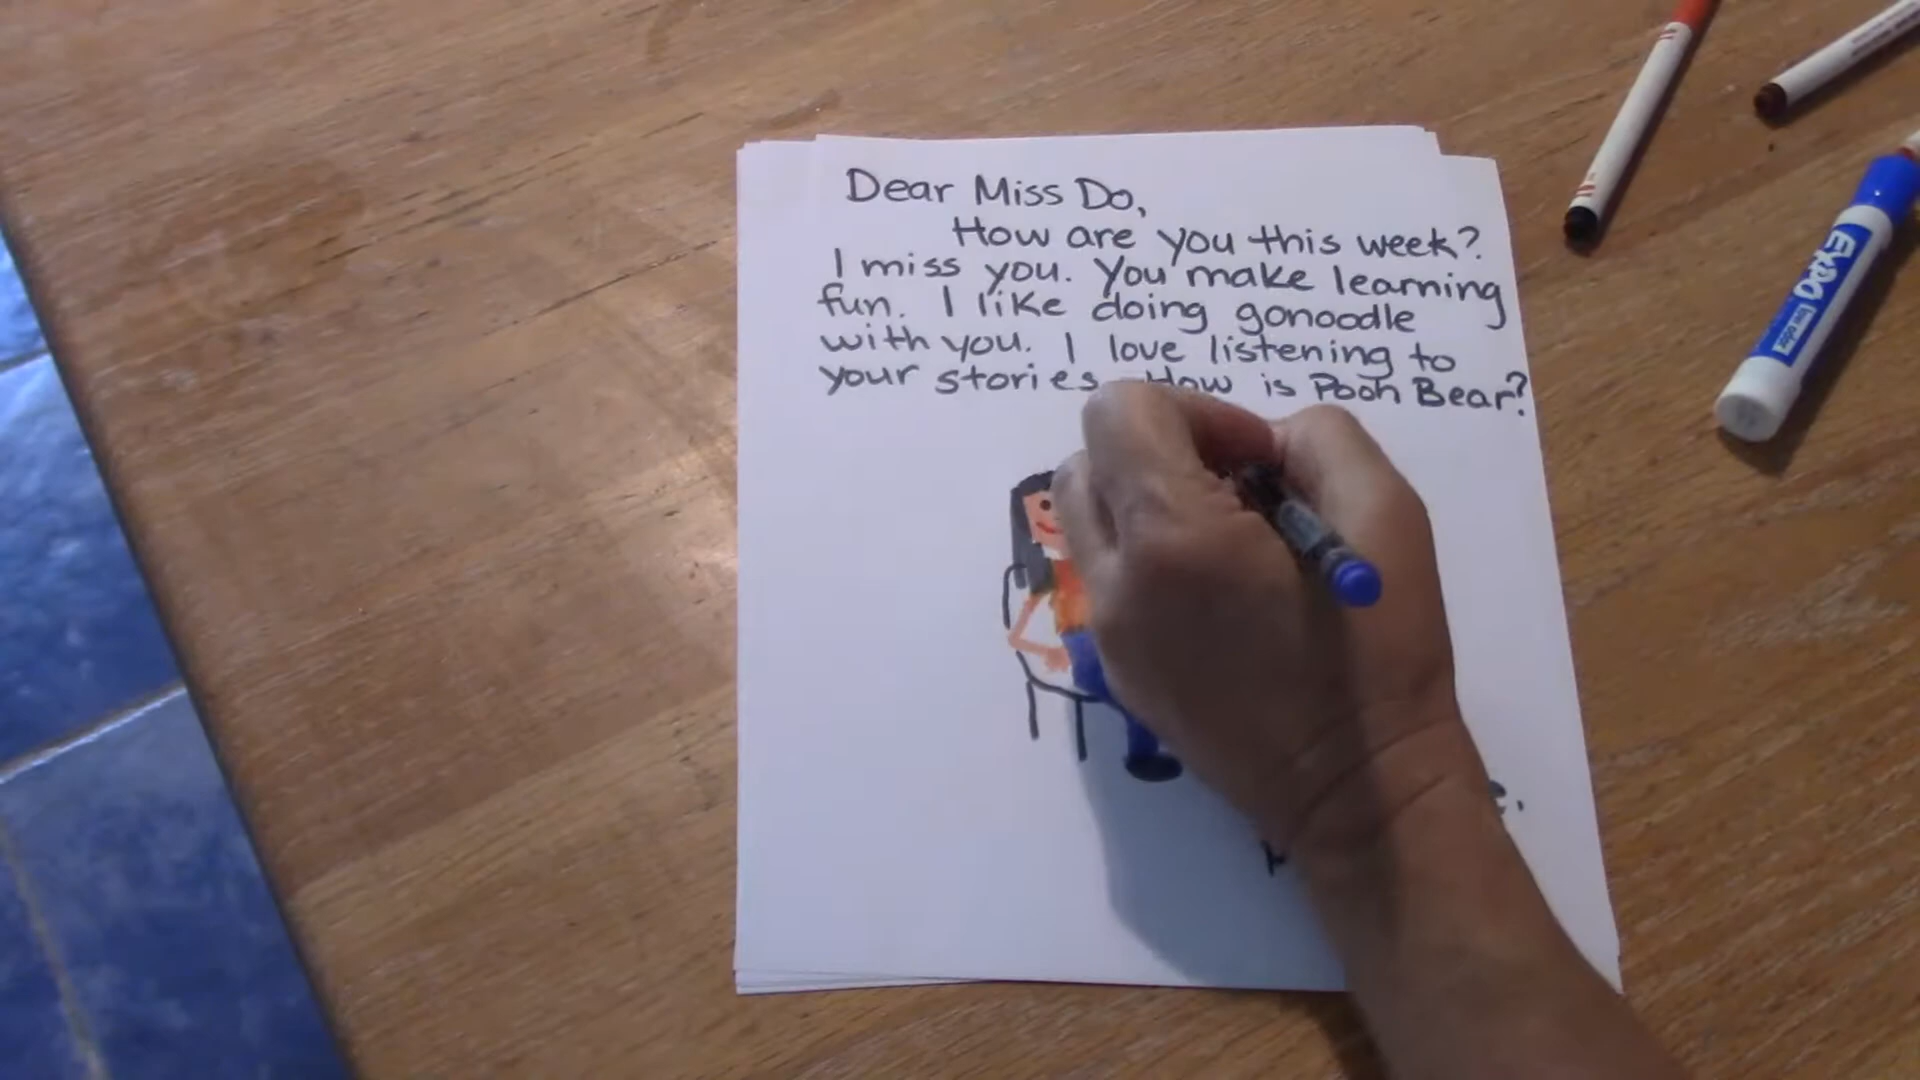 Dear Miss Do,
How are you this week?
I miss you. You make learning
fun. I like doing gonoodle
with you. I love listening to
your stories. How is Pooh Bear?
Expo